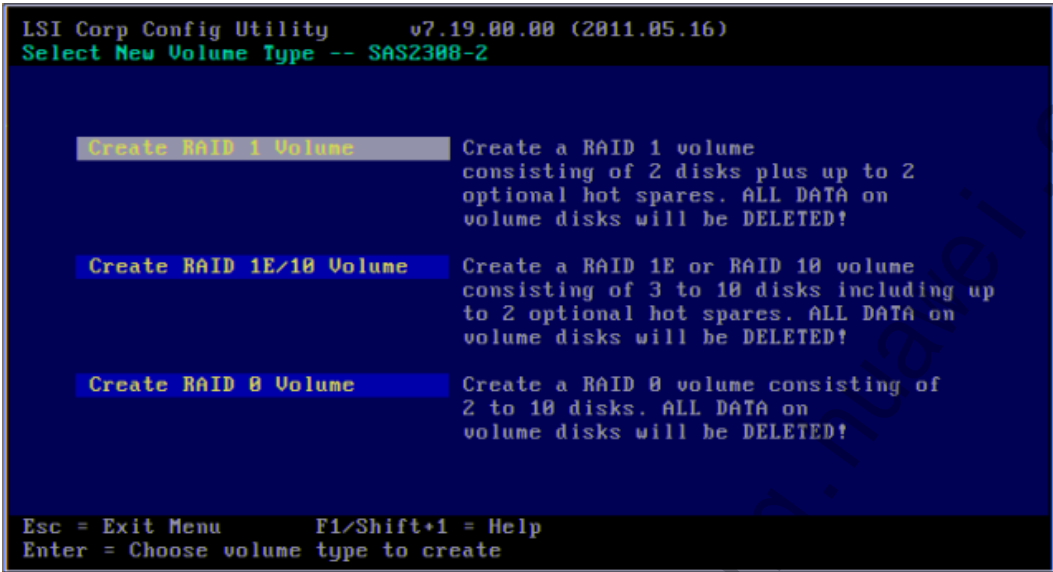 LSI Corp Config Utility v7.19.00.00 (2011.05.16)
Select New Volume Type -- SAS2308-2
Create RAID 1 Volume Create a RAID 1 volume
consisting of 2 disks plus up to 2
optional hot spares. ALL DATA on
volume disks will be DELETED!
Create RAID 1E/10 Volume Create a RAID 1E or RAID 10 volume
consisting of 3 to 10 disks including up
to 2 optional hot spares. ALL DATA on
volume disks will be DELETED!
Create RAID 0 Volume Create a RAID 0 volume consisting of
2 to 10 disks. ALL DATA on
volume disks will be DELETED!
Esc = Exit Menu F1/Shift+1 = Help
Enter = Choose volume type to create